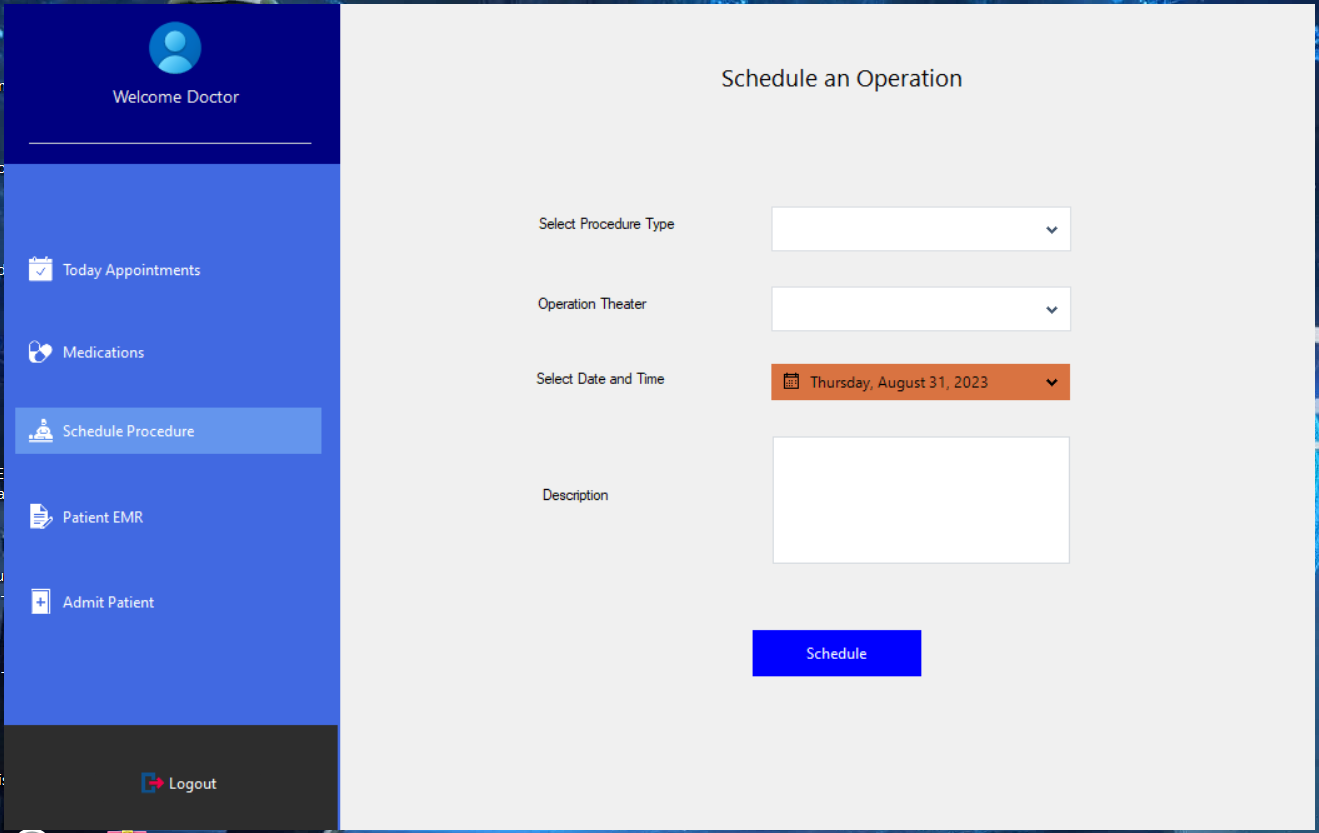 Welcome Doctor
Today Appointments
Medications
Schedule Procedure
Patient EMR
Admit Patient
Logout
Schedule an Operation
Select Procedure Type
Operation Theater
Select Date and Time
Thursday, August 31, 2023
Description
Schedule